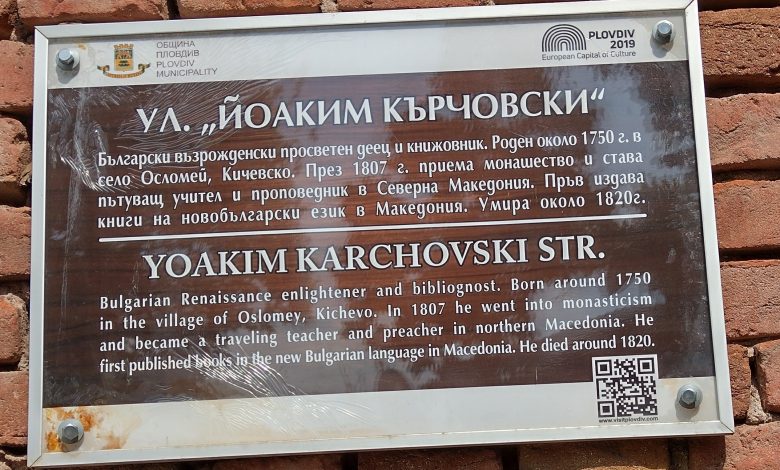 ОБЩИНА
ПЛОВДИВ
PLOVDIV
MUNICIPALITY
PLOVDIV
2019
European Capital of Culture
УЛ. „ЙОАКИМ КЪРЧОВСКИ“
Български възрожденски просветен деец и книжовник. Роден около 1750 г. в
село Осломей, Кичевско. През 1807 г. приема монашество и става
пътуващ учител и проповедник в Северна Македония. Пръв издава
книги на новобългарски език в Македония. Умира около 1820г.
YOAKIM KARCHOVSKI STR.
Bulgarian Renaissance enlightener and bibliognost. Born around 1750
in the village of Oslomey, Kichevo. In 1807 he went into monasticism
and became a traveling teacher and preacher in northern Macedonia. He
first published books in the new Bulgarian language in Macedonia. He died around 1820.
www.visitplovdiv.com